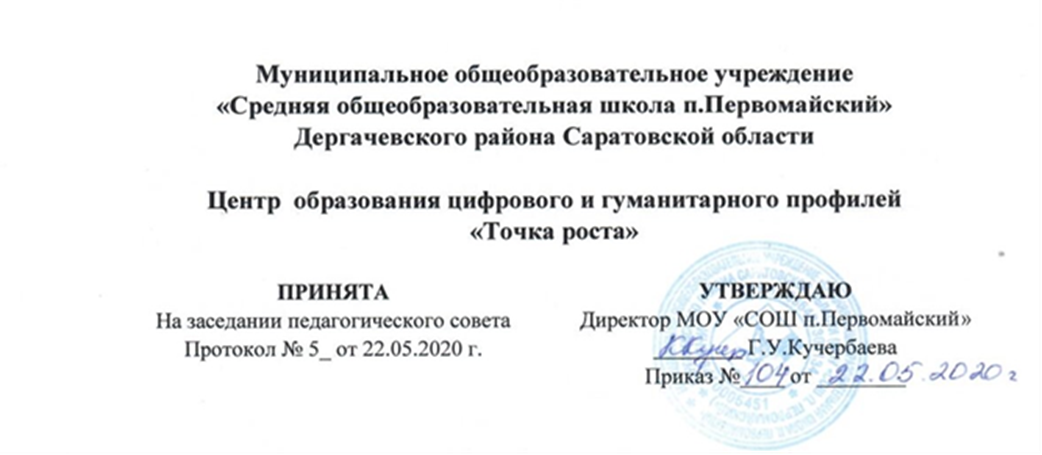 Муниципальное общеобразовательное учреждение
«Средняя общеобразовательная школа п.Первомайский»
Дергачевского района Саратовской области
Центр образования цифрового и гуманитарного профилей
«Точка роста»
ПРИНЯТА
На заседании педагогического совета
Протокол № 5_ от 22.05.2020 г.
УТВЕРЖДАЮ
Директор МОУ «СОШ п.Первомайский»
Г.У.Кучербаева
Приказ № 104 от 22.05.2020 г